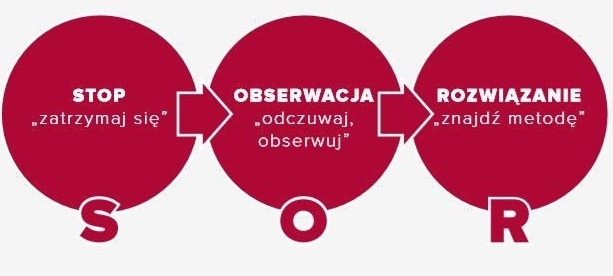 STOP
„zatrzymaj się”
OBSERWACJA
„odczuwaj,
obserwuj”
ROZWIĄZANIE
„znajdź metodę”
S
O
R